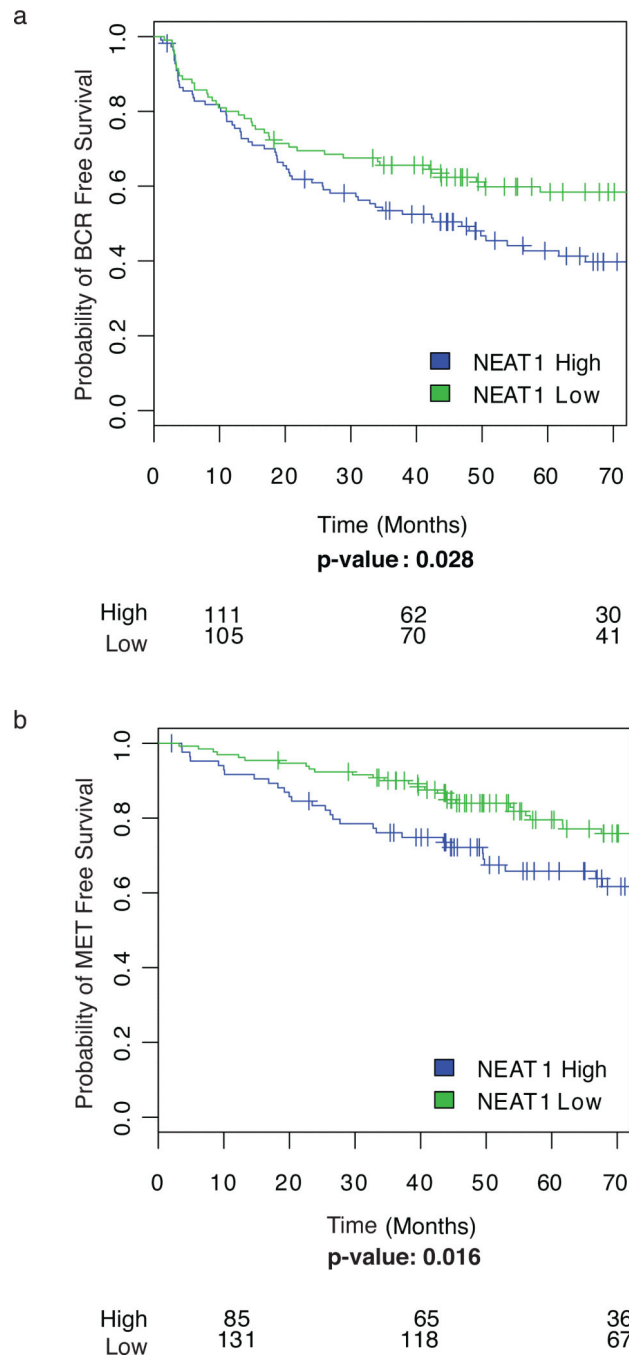 a
Probability of BCR Free Survival
1.0
0.8
0.6
0.4
0.2
0.0
NEAT1 High
NEAT1 Low
0 10 20 30 40 50 60 70
Time (Months)
p-value: 0.028
High 111 62 30
Low 105 70 41
b
Probability of MET Free Survival
1.0
0.8
0.6
0.4
0.2
0.0
NEAT1 High
NEAT1 Low
0 10 20 30 40 50 60 70
Time (Months)
p-value: 0.016
High 85 65 36
Low 131 118 67